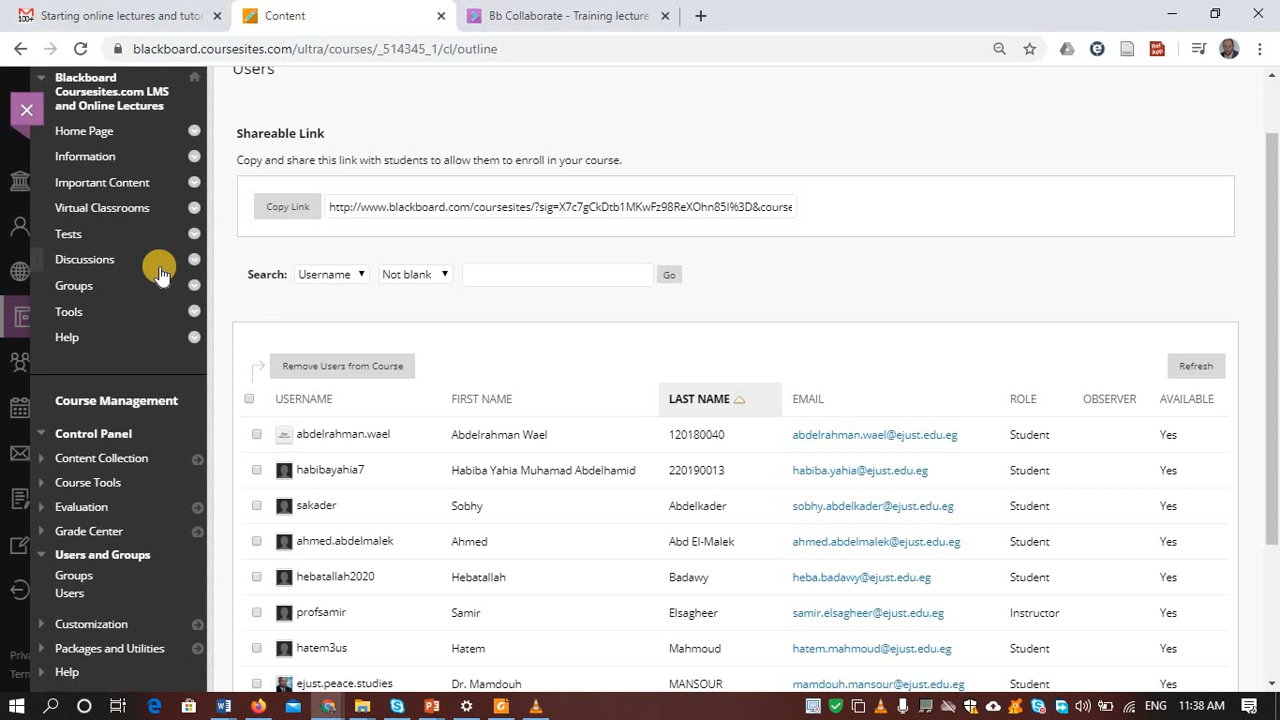 100+
Starting online lectures and tutor
Content
Bb Collaborate - Training lecture
blackboard.coursesites.com/ultra/courses/_514345_1/cl/outline
Blackboard
Coursesites.com LMS
and Online Lectures
Home Page
Information
Important Content
Virtual Classrooms
Tests
Discussions
Groups
Tools
Help
Course Management
Control Panel
Content Collection
Course Tools
Evaluation
Grade Center
Users and Groups
Groups
Users
Customization
Packages and Utilities
Help
Priva
Term
Users
Shareable Link
Copy and share this link with students to allow them to enroll in your course.
Copy Link http://www.blackboard.com/coursesites/?sig=X7c7gCkDtb1MKwFz98ReXOhn85I%3D&course
Search: Username Not blank Go
Remove Users from Course Refresh
USERNAME FIRST NAME LAST NAME EMAIL ROLE OBSERVER AVAILABLE
abdelrahman.wael Abdelrahman Wael 120180040 abdelrahman.wael@ejust.edu.eg Student Yes
habibayahia7 Habiba Yahia Muhamad Abdelhamid 220190013 habiba.yahia@ejust.edu.eg Student Yes
sakader Sobhy Abdelkader sobhy.abdelkader@ejust.edu.eg Student Yes
ahmed.abdelmalek Ahmed Abd El-Malek ahmed.abdelmalek@ejust.edu.eg Student Yes
hebatallah2020 Hebatallah Badawy heba.badawy@ejust.edu.eg Student Yes
profsamir Samir Elsagheer samir.elsagheer@ejust.edu.eg Instructor Yes
hatem3us Hatem Mahmoud hatem.mahmoud@ejust.edu.eg Student Yes
ejust.peace.studies Dr. Mamdouh MANSOUR mamdouh.mansour@ejust.edu.eg Student Yes
ENG 11:38 AM